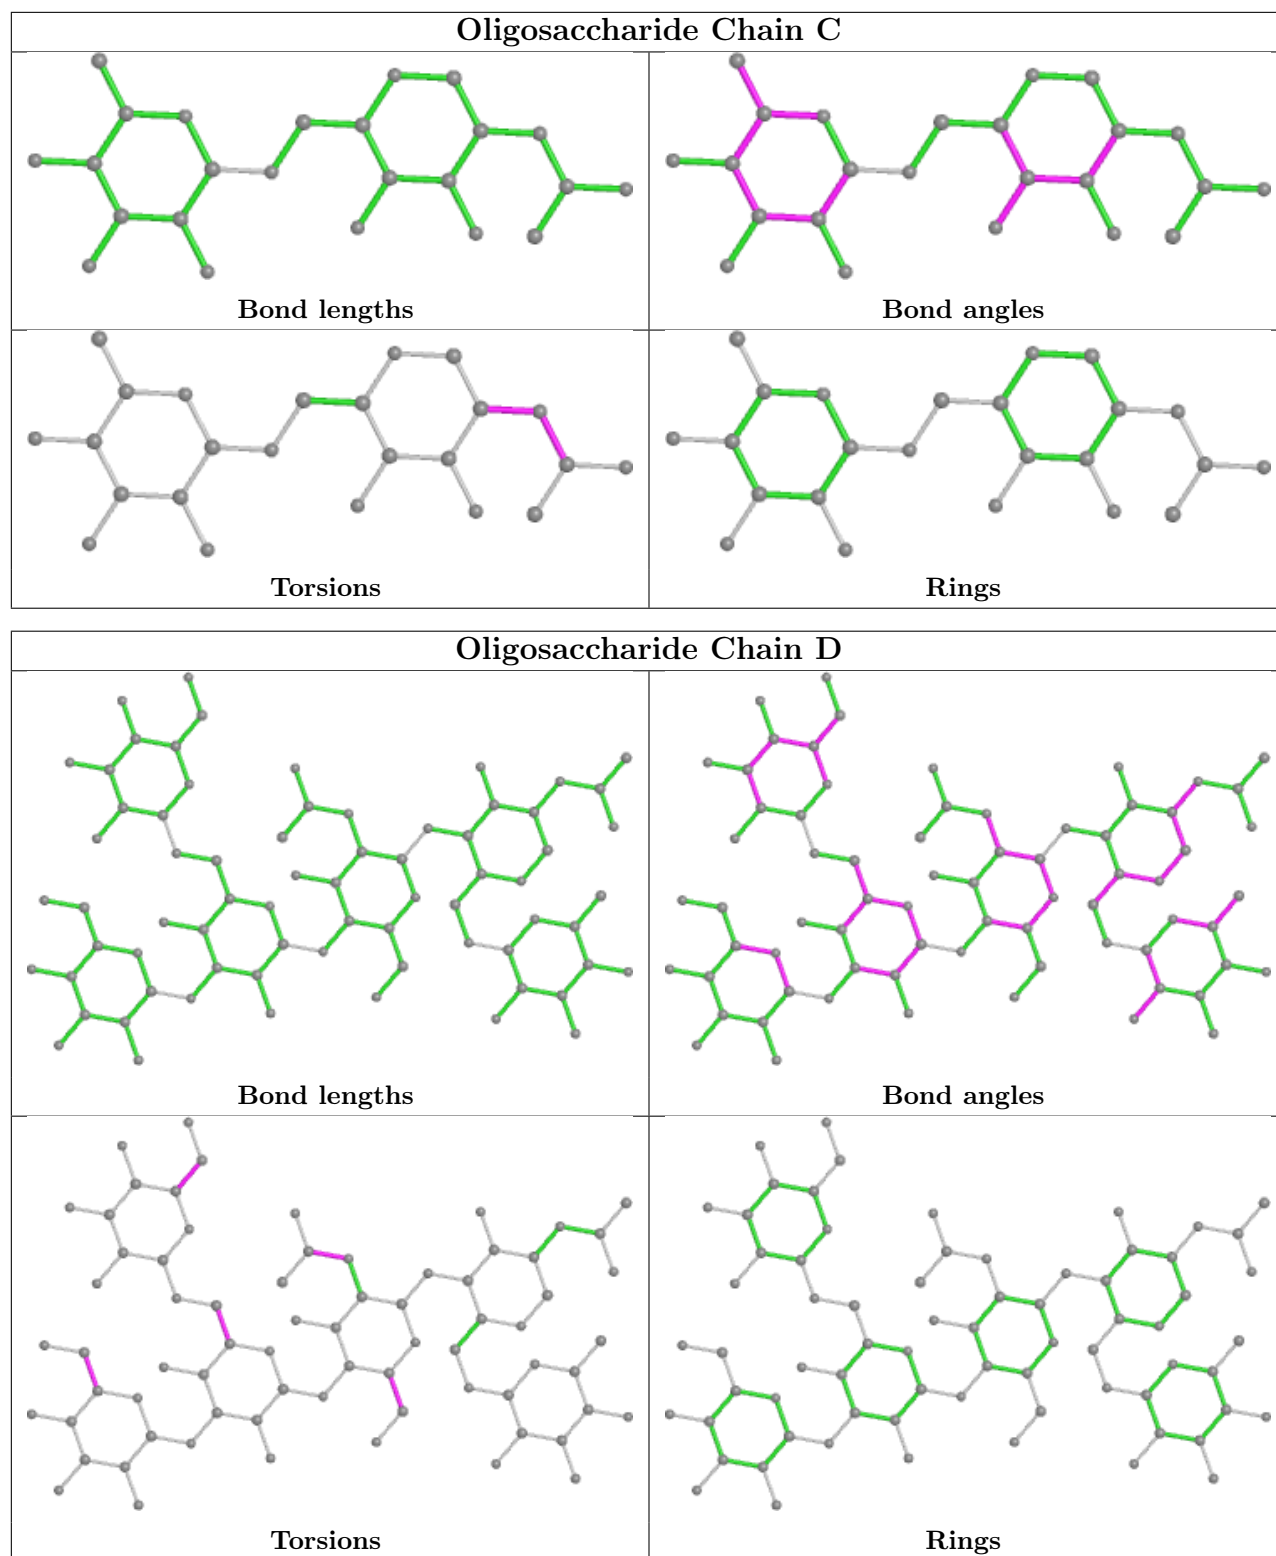 Oligosaccharide Chain C
Bond lengths
Bond angles
Torsions
Rings
Oligosaccharide Chain D
Bond lengths
Bond angles
Torsions
Rings